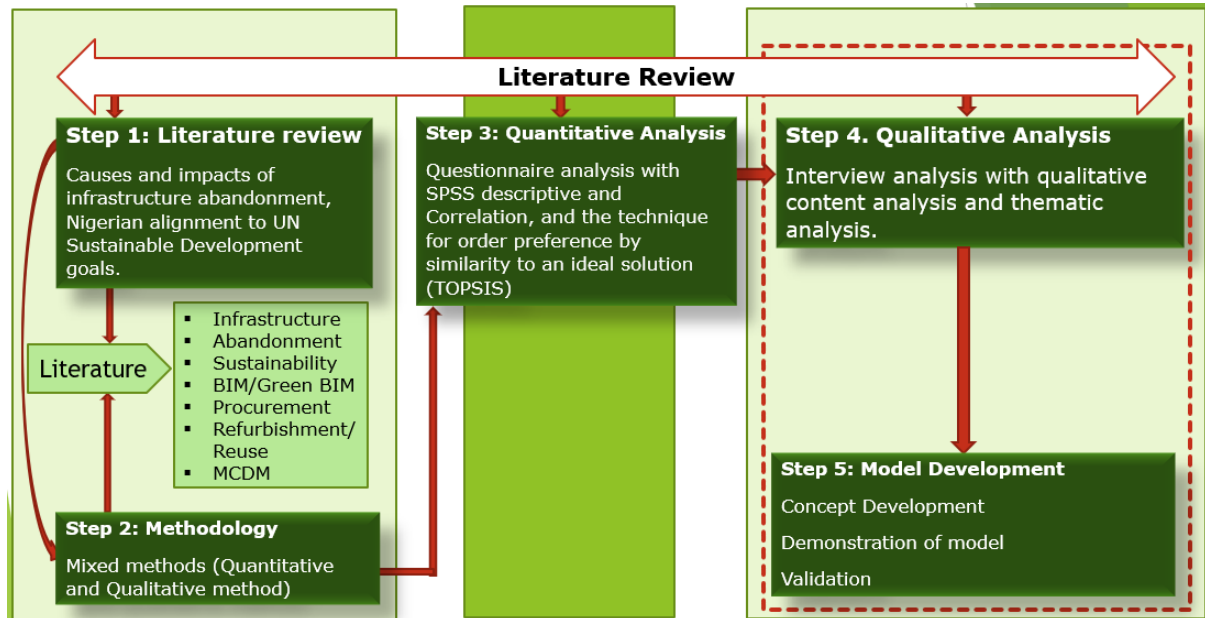 Literature Review
Step 1: Literature review
Causes and impacts of
infrastructure abandonment,
Nigerian alignment to UN
Sustainable Development
goals.
Literature
▪ Infrastructure
▪ Abandonment
▪ Sustainability
▪ BIM/Green BIM
▪ Procurement
▪ Refurbishment/
Reuse
▪ MCDM
Step 2: Methodology
Mixed methods (Quantitative
and Qualitative method)
Step 3: Quantitative Analysis
Questionnaire analysis with
SPSS descriptive and
Correlation, and the technique
for order preference by
similarity to an ideal solution
(TOPSIS)
Step 4. Qualitative Analysis
Interview analysis with qualitative
content analysis and thematic
analysis.
Step 5: Model Development
Concept Development
Demonstration of model
Validation